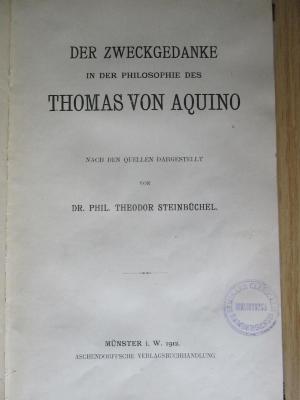 DER ZWECKGEDANKE
IN DER PHILOSOPHIE DES
THOMAS VON AQUINO
NACH DEN QUELLEN DARGESTELLT
VON
DR. PHIL. THEODOR STEINBÜCHEL.
MÜNSTER i. W. 1912.
ASCHENDORFFSCHE VERLAGSBUCHHANDLUNG